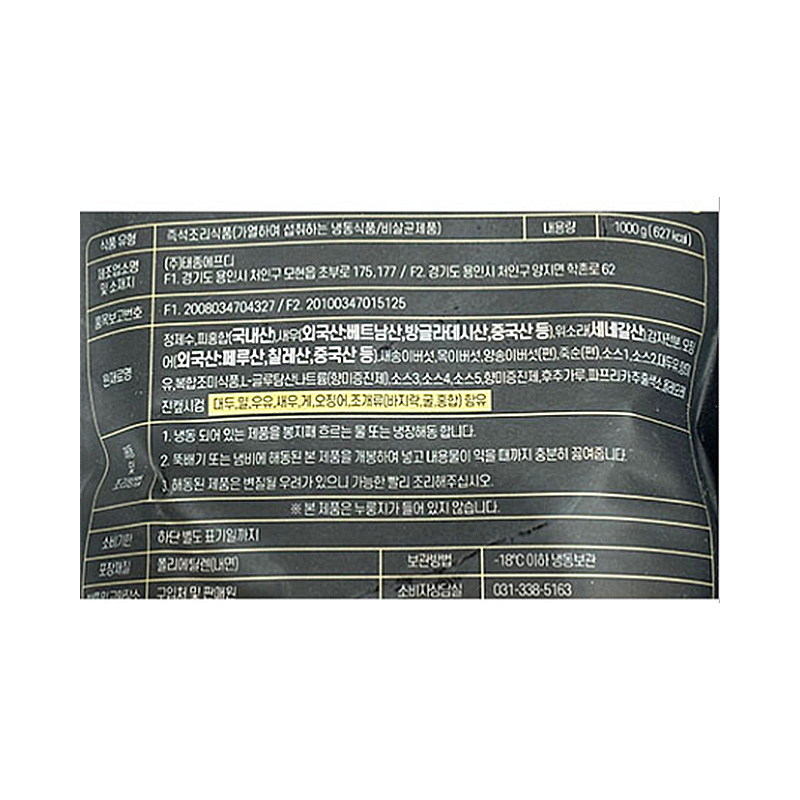 식품 유형 즉석조리식품(가열하여 섭취하는 냉동식품/비살균제품) 내용량 1000 g (627 kcal)
제조업소명 및 소재지 (주)태종에프디
F1. 경기도 용인시 처인구 모현읍 초부로 175,177 / F2. 경기도 용인시 처인구 양지면 학촌로 62
품목보고번호 F1. 2008034704327 / F2. 20100347015125
원재료명 정제수,피홍합(국내산),새우(외국산:베트남산,방글라데시산,중국산 등),위소라(세네갈산),감자전분,오징
어(외국산:페루산,칠레산,중국산 등),새송이버섯,목이버섯,양송이버섯(편),죽순(편),소스1,소스2,대두유,
유,복합조미식품,L-글루탐산나트륨(향미증진제),소스3,소스4,소스5,향미증진제,후추가루,파프리카추출색소,
대두,밀,우유,새우,게,오징어,조개류(바지락,굴,홍합) 함유
및 조리방법 1. 냉동 되어 있는 제품을 봉지째 흐르는 물 또는 냉장해동 합니다.
2. 뚝배기 또는 냄비에 해동된 본 제품을 개봉하여 넣고 내용물이 익을 때까지 충분히 끓여줍니다.
3. 해동된 제품은 변질될 우려가 있으니 가능한 빨리 조리해주십시오.
※ 본 제품은 누룽지가 들어 있지 않습니다.
소비기한 하단 별도 표기일까지
포장재질 폴리에틸렌(내면) 보관방법 -18℃ 이하 냉동보관
구입처 및 판매원 소비자상담실 031-338-5163